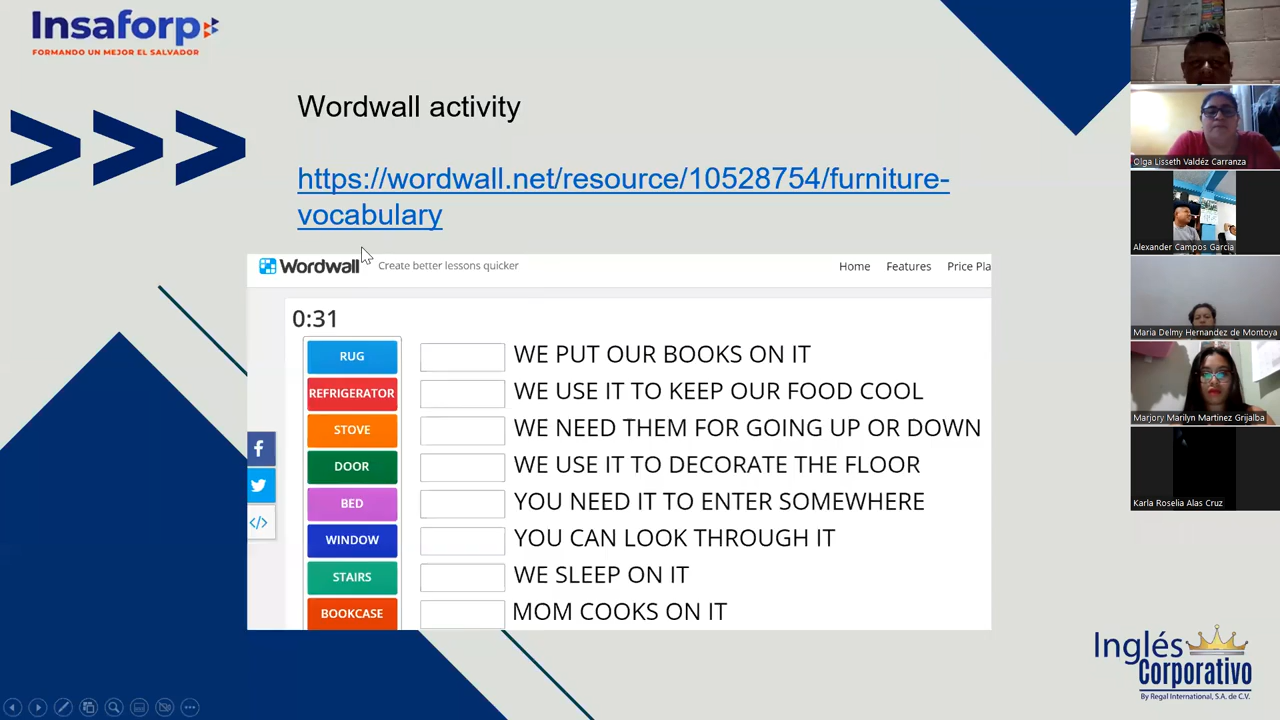 Insaforp
FORMANDO UN MEJOR EL SALVADOR
>>>
Wordwall activity
https://wordwall.net/resource/10528754/furniture-
vocabulary
Wordwall Create better lessons quicker Home Features Price Pla
0:31
RUG WE PUT OUR BOOKS ON IT
REFRIGERATOR WE USE IT TO KEEP OUR FOOD COOL
STOVE WE NEED THEM FOR GOING UP OR DOWN
DOOR WE USE IT TO DECORATE THE FLOOR
BED YOU NEED IT TO ENTER SOMEWHERE
WINDOW YOU CAN LOOK THROUGH IT
STAIRS WE SLEEP ON IT
BOOKCASE MOM COOKS ON IT
f
</>
Olga Lisseth Valdéz Carranza
Alexander Campos Garcia
Maria Delmy Hernandez de Montoya
Marjory Marilyn Martinez Grijalba
Karla Roselia Alas Cruz
Inglés
Corporativo
By Regal International, S.A. de C.V.